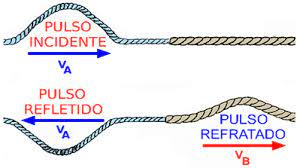 PULSO
INCIDENTE
VA
PULSO
REFLETIDO
VA
PULSO
REFRATADO
VB